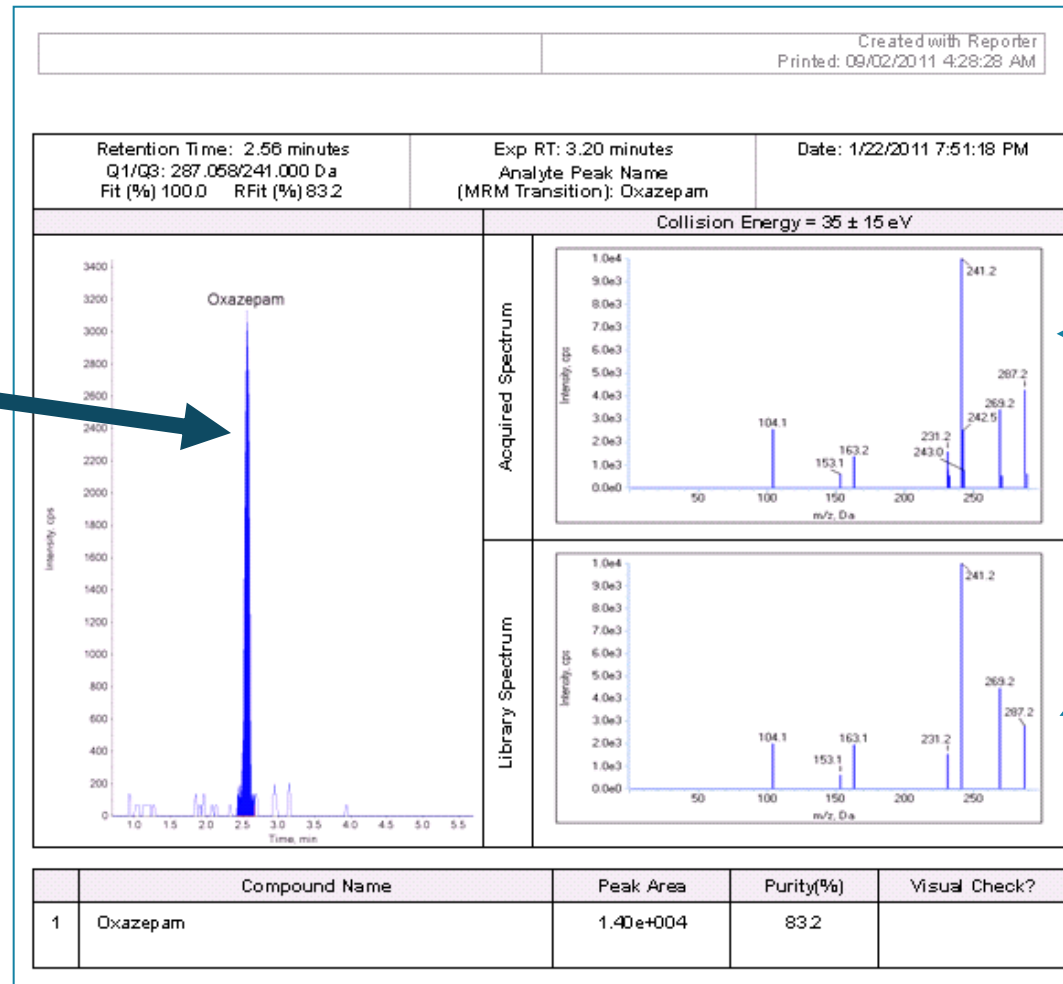 Created with Reporter
Printed: 09/02/2011 4:28:28 AM
Retention Time: 2.56 minutes
Q1/Q3: 287.058/241.000 Da
Fit (%) 100.0 RFit (%) 83.2
Exp RT: 3.20 minutes
Analyte Peak Name
(MRM Transition): Oxazepam
Date: 1/22/2011 7:51:18 PM
Collision Energy = 35 ± 15 eV
Oxazepam
Intensity, cps
3400
3200
3000
2800
2600
2400
2200
2000
1800
1600
1400
1200
1000
800
600
400
200
0
1.0 1.5 2.0 2.5 3.0 3.5 4.0 4.5 5.0 5.5
Time, min
Acquired Spectrum
Intensity, cps
1.0e4
9.0e3
8.0e3
7.0e3
6.0e3
5.0e3
4.0e3
3.0e3
2.0e3
1.0e3
0.0e0
241.2
287.2
269.2
242.5
104.1
231.2
243.0
163.2
153.1
50 100 150 200 250
m/z, Da
Library Spectrum
Intensity, cps
1.0e4
9.0e3
8.0e3
7.0e3
6.0e3
5.0e3
4.0e3
3.0e3
2.0e3
1.0e3
0.0e0
241.2
269.2
287.2
104.1
163.1
231.2
153.1
50 100 150 200 250
m/z, Da
Compound Name Peak Area Purity(%) Visual Check?
1 Oxazepam 1.40e+004 83.2